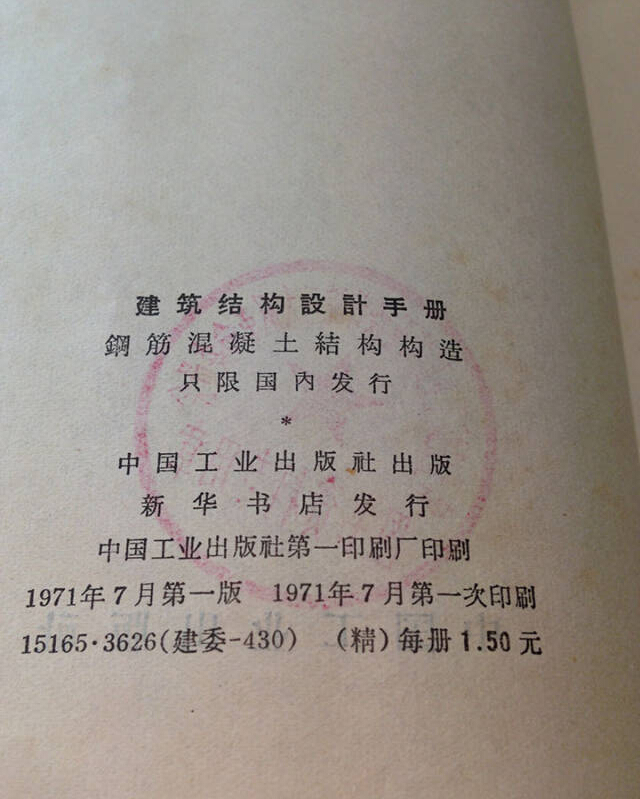 建筑结构設計手册
鋼筋混凝土結构构造
只限国內发行
*
中国工业出版社出版
新华书店发行
中国工业出版社第一印刷厂印刷
1971年7月第一版 1971年7月第一次印刷
15165·3626(建委-430) (精)每册1.50元